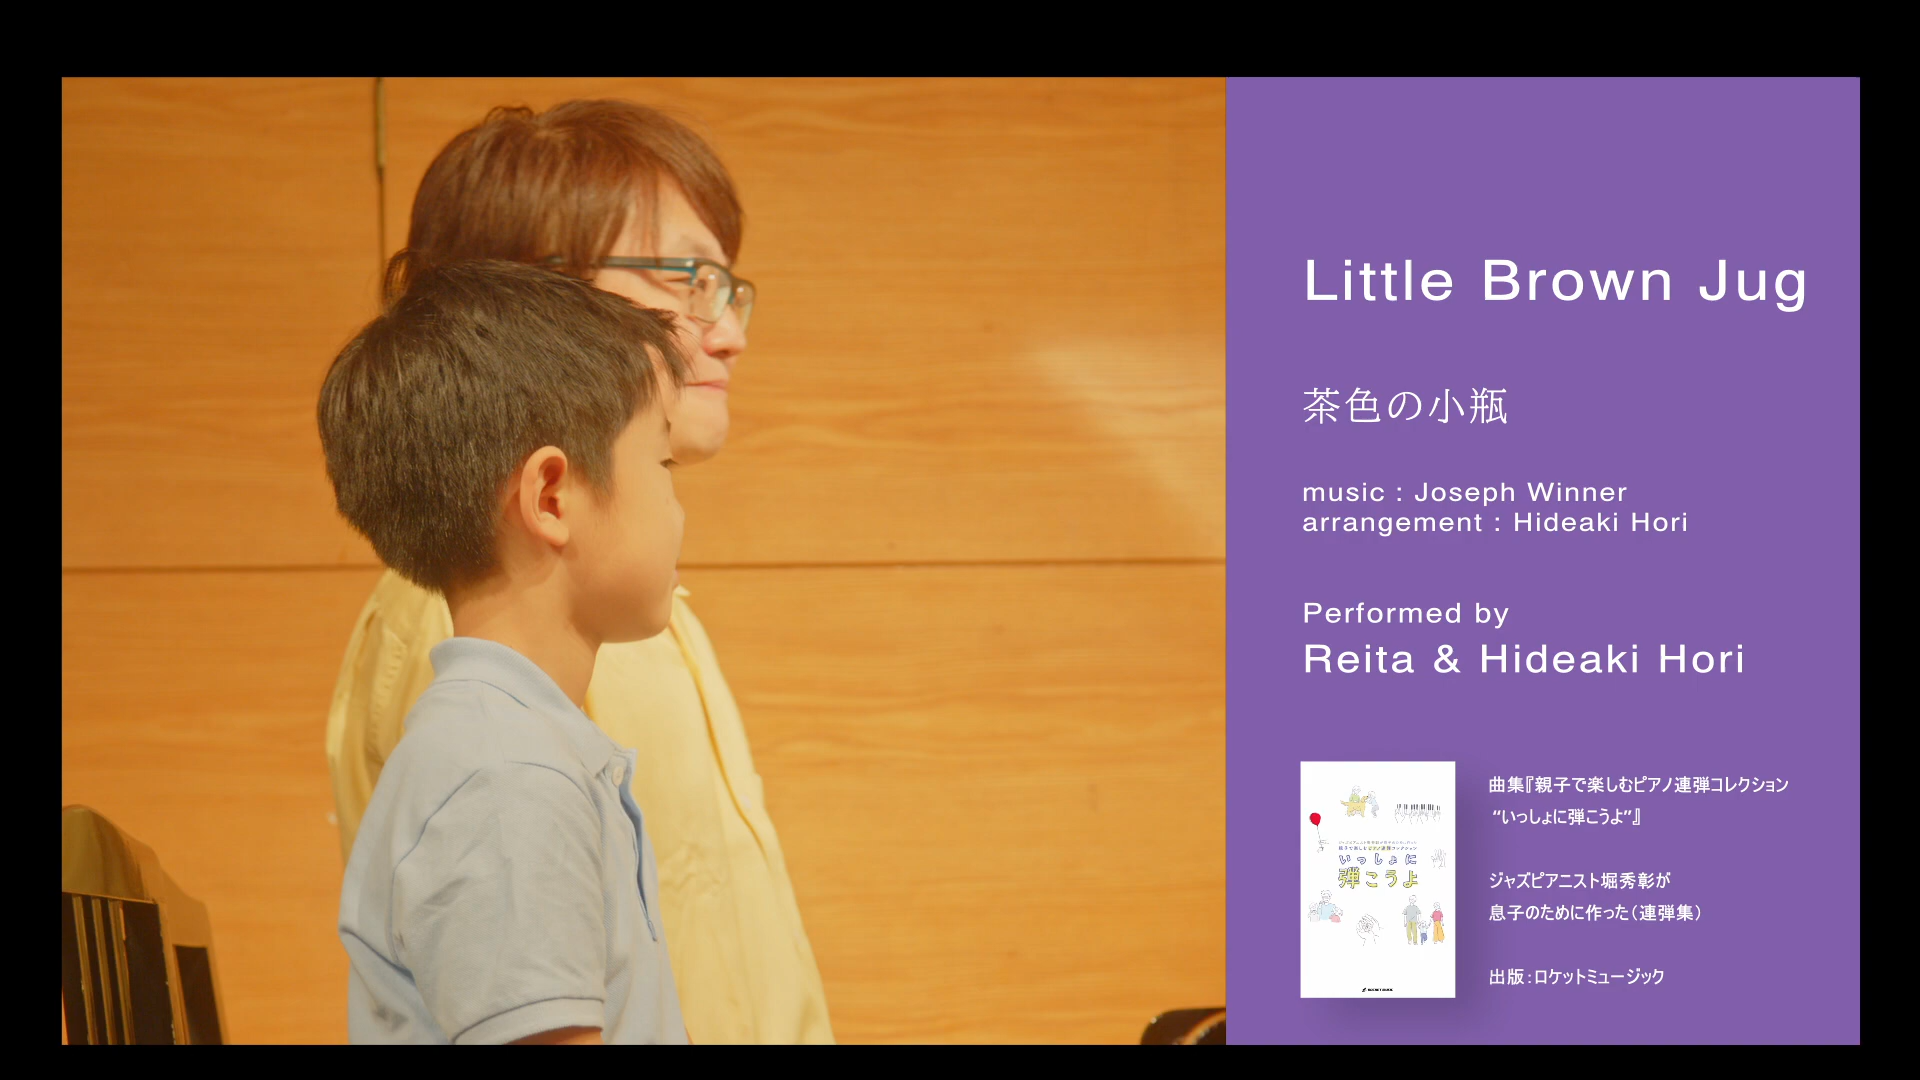 Little Brown Jug
茶色の小瓶
music : Joseph Winner
arrangement : Hideaki Hori
Performed by
Reita & Hideaki Hori
いっしょに
弾こうよ
ROCKET MUSIC
曲集『親子で楽しむピアノ連弾コレクション
“いっしょに弾こうよ”』
ジャズピアニスト堀秀彰が
息子のために作った（連弾集）
出版：ロケットミュージック